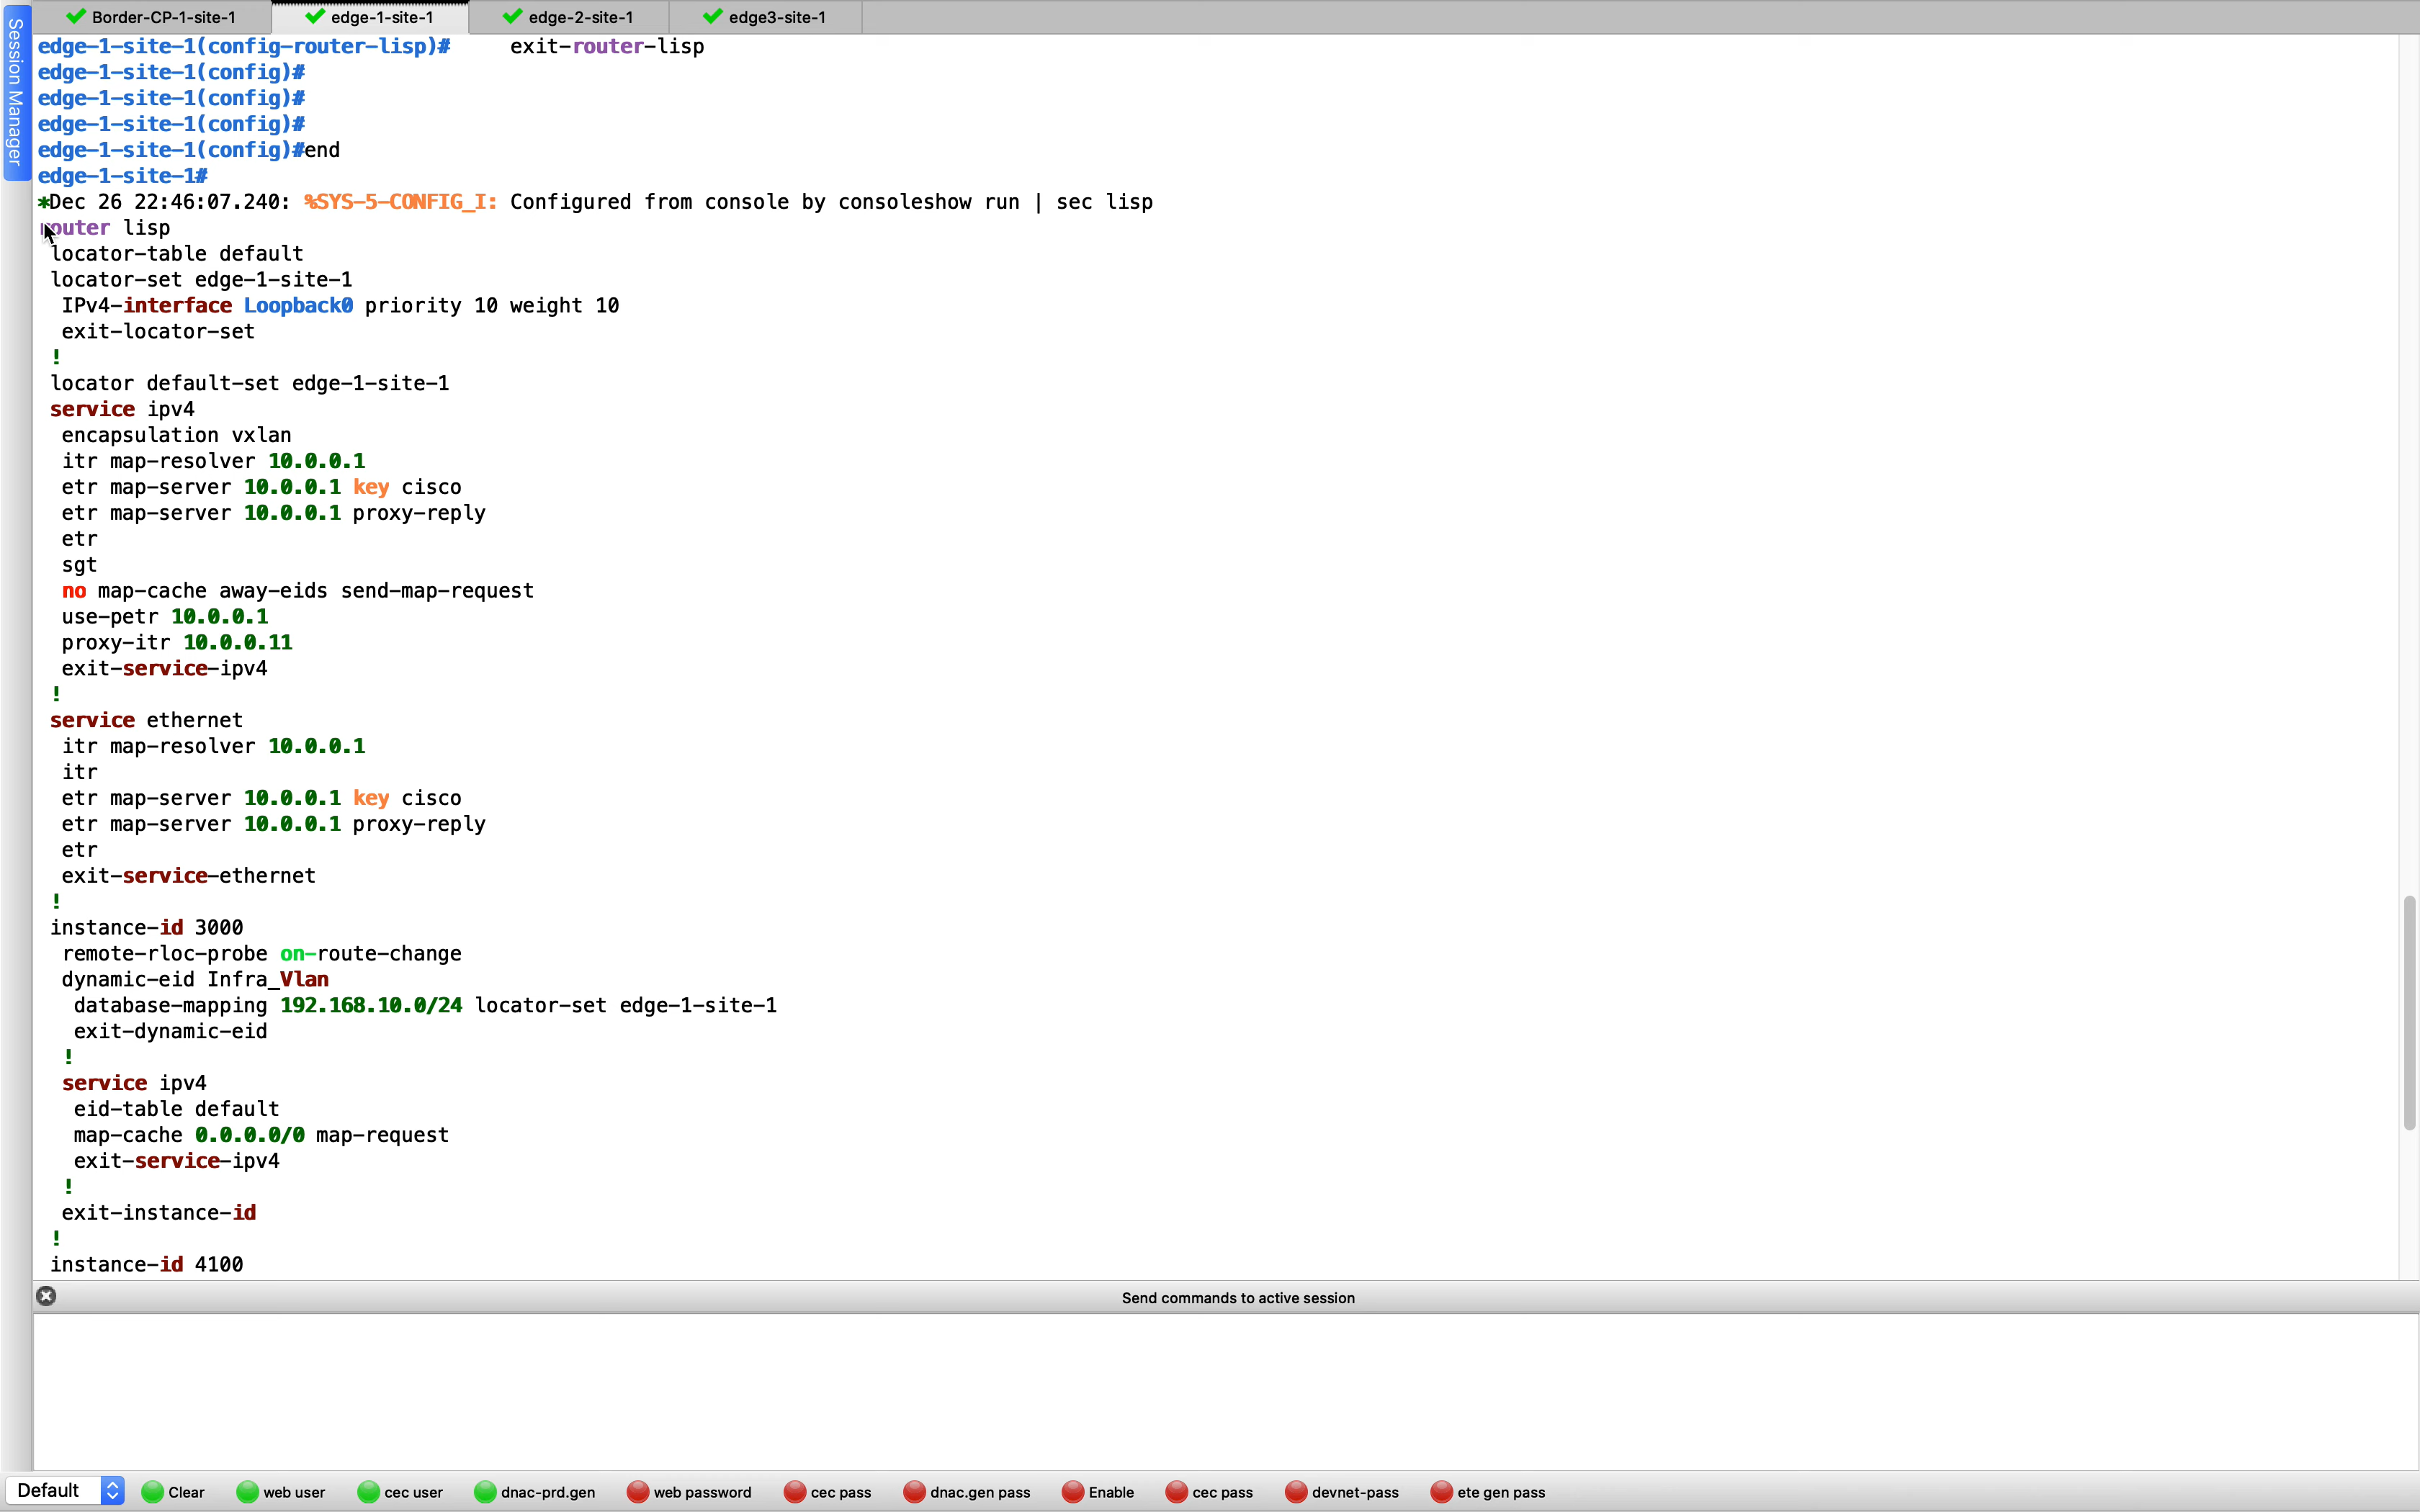 Session Manager
Border-CP-1-site-1
edge-1-site-1
edge-2-site-1
edge3-site-1
edge-1-site-1(config-router-lisp)#     exit-router-lisp
edge-1-site-1(config)#
edge-1-site-1(config)#
edge-1-site-1(config)#
edge-1-site-1(config)#end
edge-1-site-1#
*Dec 26 22:46:07.240: %SYS-5-CONFIG_I: Configured from console by consoleshow run | sec lisp
router lisp
 locator-table default
 locator-set edge-1-site-1
  IPv4-interface Loopback0 priority 10 weight 10
  exit-locator-set
 !
 locator default-set edge-1-site-1
 service ipv4
  encapsulation vxlan
  itr map-resolver 10.0.0.1
  etr map-server 10.0.0.1 key cisco
  etr map-server 10.0.0.1 proxy-reply
  etr
  sgt
  no map-cache away-eids send-map-request
  use-petr 10.0.0.1
  proxy-itr 10.0.0.11
  exit-service-ipv4
 !
 service ethernet
  itr map-resolver 10.0.0.1
  itr
  etr map-server 10.0.0.1 key cisco
  etr map-server 10.0.0.1 proxy-reply
  etr
  exit-service-ethernet
 !
 instance-id 3000
  remote-rloc-probe on-route-change
  dynamic-eid Infra_Vlan
   database-mapping 192.168.10.0/24 locator-set edge-1-site-1
   exit-dynamic-eid
  !
  service ipv4
   eid-table default
   map-cache 0.0.0.0/0 map-request
   exit-service-ipv4
  !
  exit-instance-id
 !
 instance-id 4100
Send commands to active session
Default
Clear
web user
cec user
dnac-prd.gen
web password
cec pass
dnac.gen pass
Enable
cec pass
devnet-pass
ete gen pass